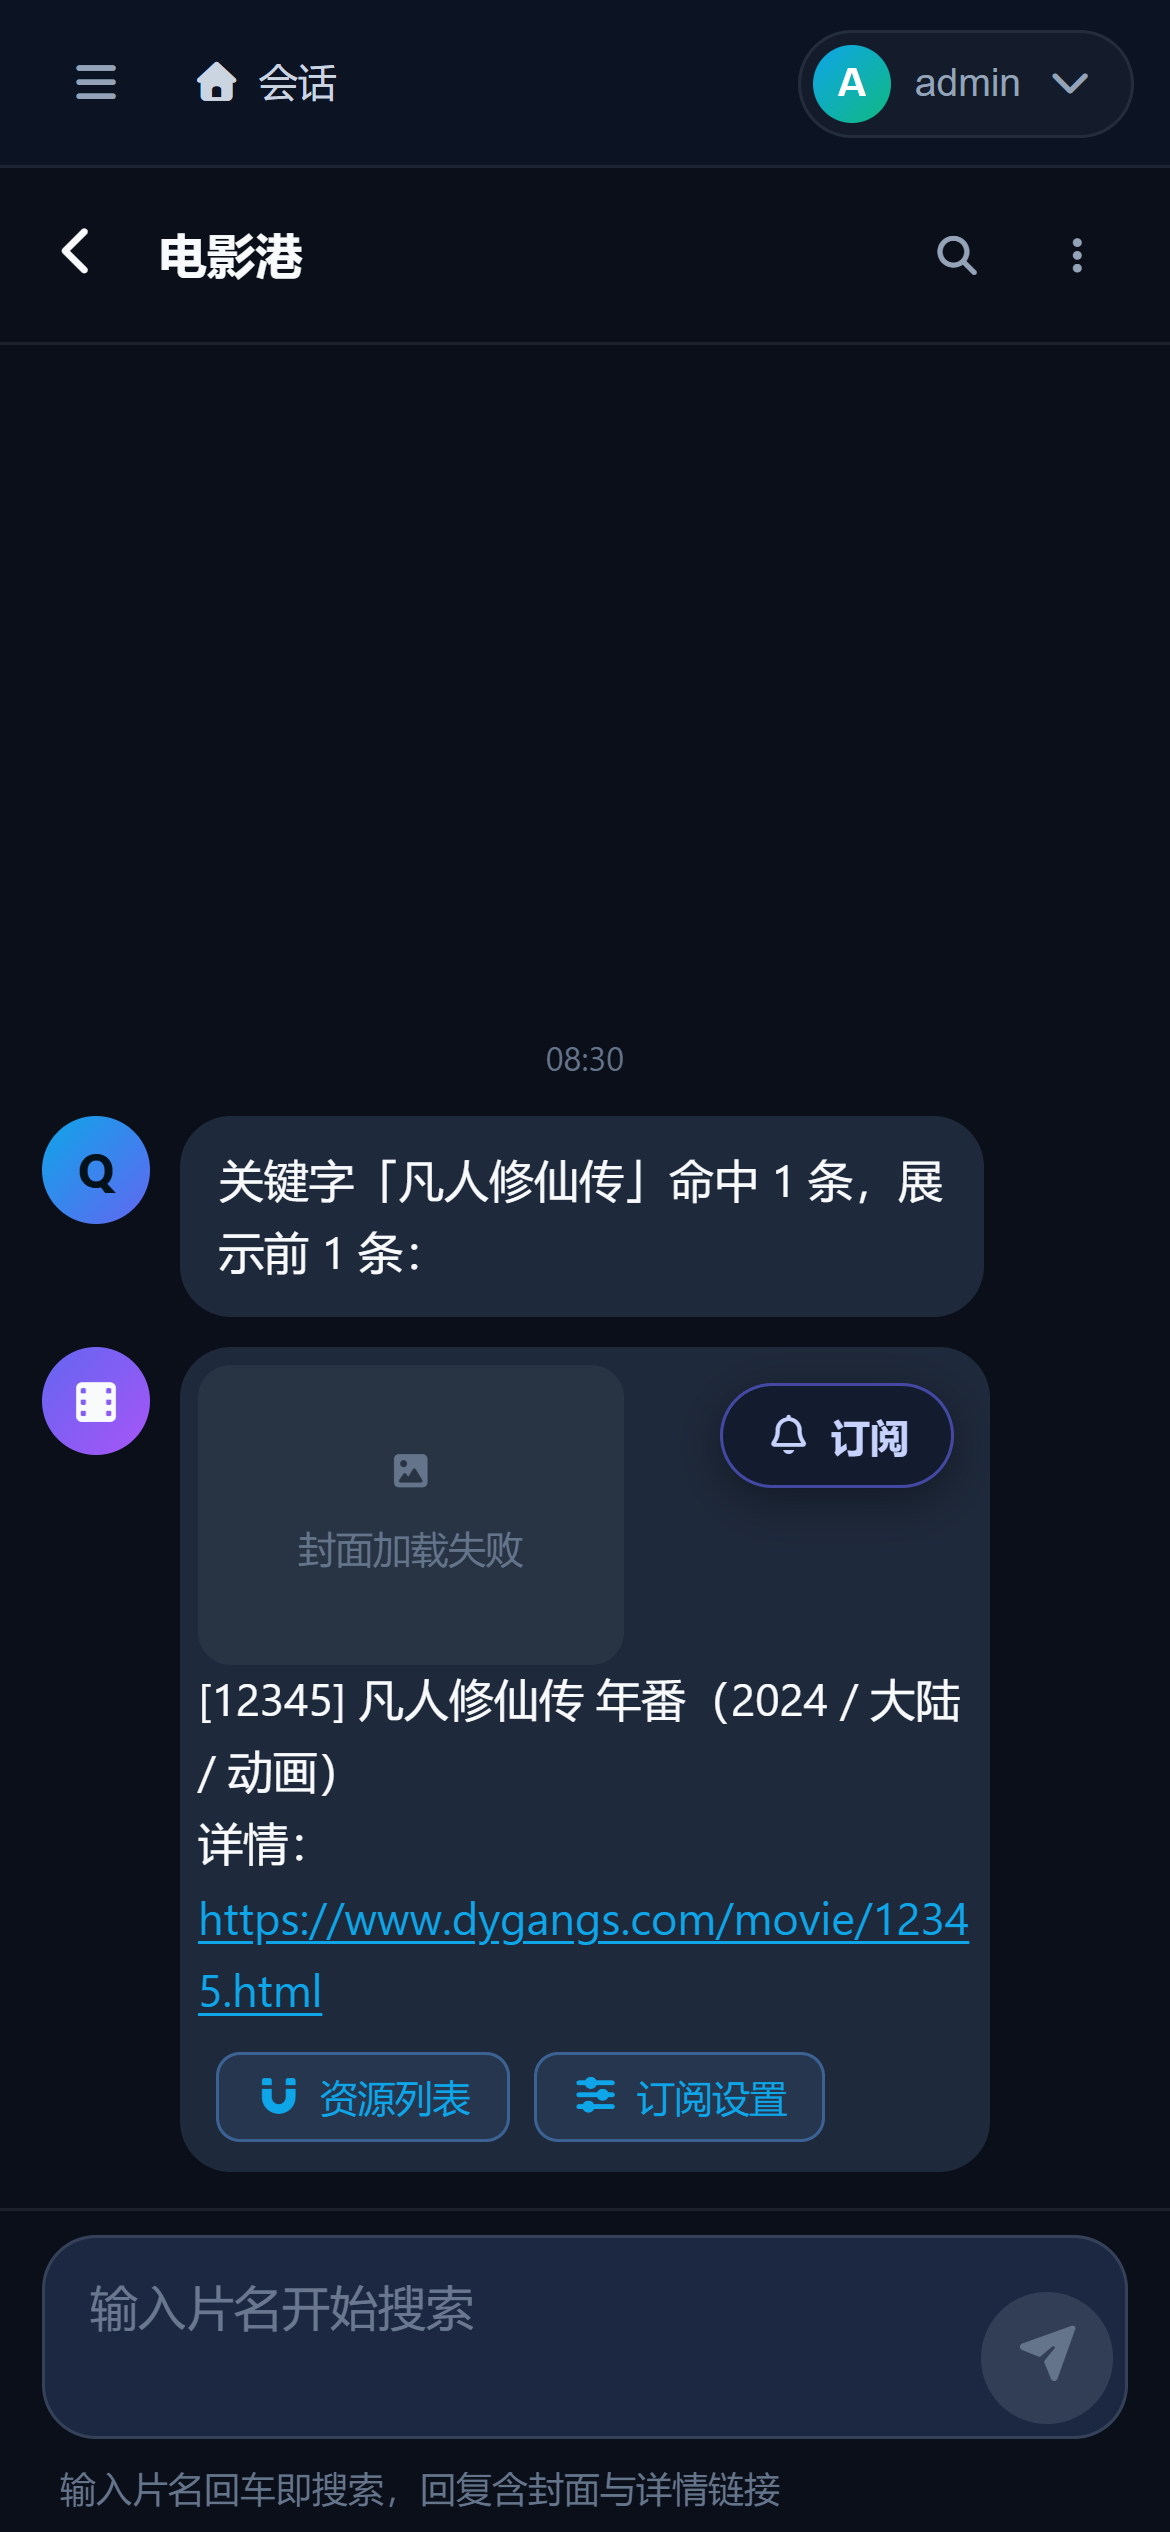 会话
A
admin
电影港
08:30
Q
关键字「凡人修仙传」命中 1 条，展
示前 1 条：
订阅
封面加载失败
[12345] 凡人修仙传 年番（2024 / 大陆
/ 动画）
详情：
https://www.dygangs.com/movie/1234
5.html
资源列表
订阅设置
输入片名开始搜索
输入片名回车即搜索，回复含封面与详情链接